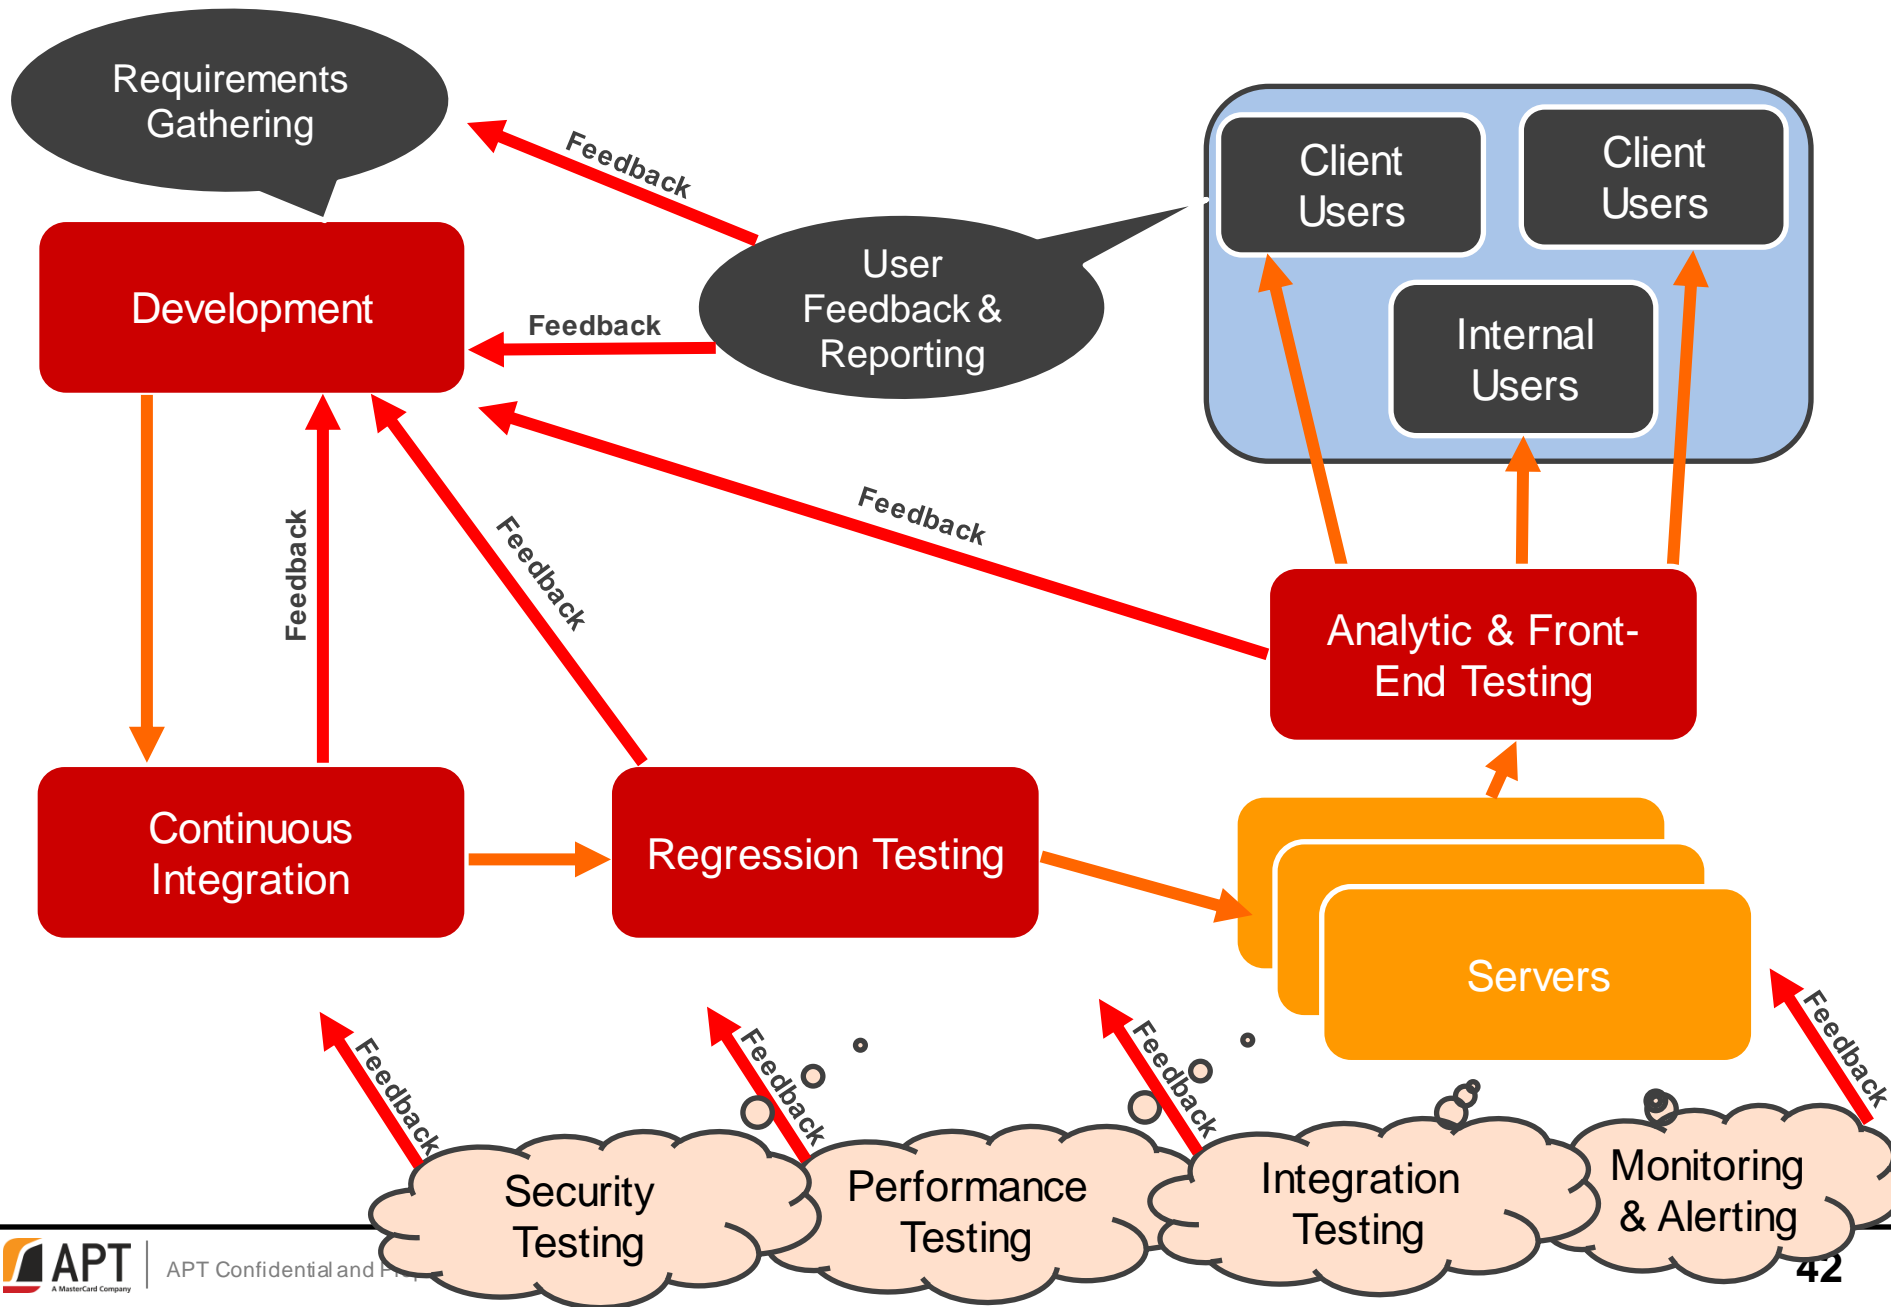 Requirements
Gathering
Feedback
Client
Users
Client
Users
User
Feedback &
Reporting
Development
Feedback
Internal
Users
Feedback
Feedback
Feedback
Analytic & Front-
End Testing
Continuous
Integration
Regression Testing
Servers
Feedback
Feedback
Feedback
Feedback
Security
Testing
Performance
Testing
Integration
Testing
Monitoring
& Alerting
APT
A MasterCard Company
APT Confidential and
42